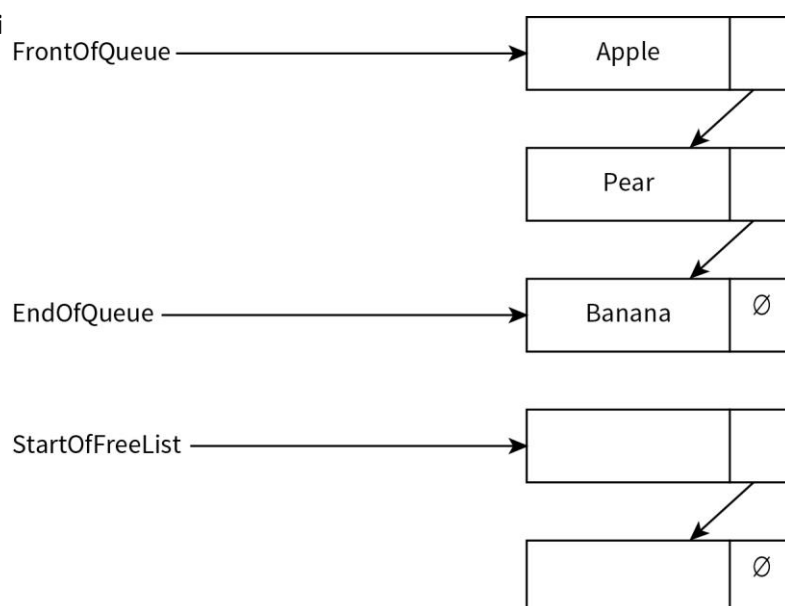 i
FrontOfQueue Apple
Pear
EndOfQueue Banana Ø
StartOfFreeList
Ø